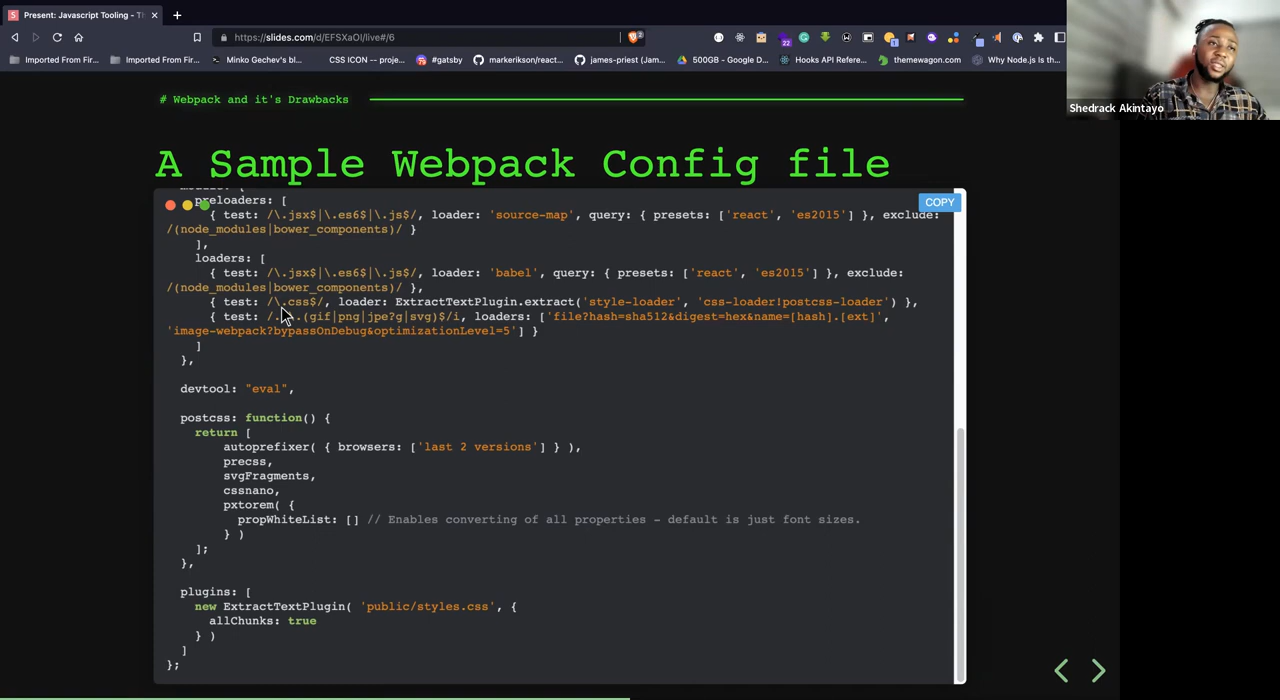 Present: Javascript Tooling - Th
https://slides.com/d/EFSXaOI/live#/6
22
1
2
Imported From Fir...
Imported From Fir...
Minko Gechev's bl...
CSS ICON -- proje...
#gatsby
markerikson/react...
james-priest (Jam...
500GB - Google D...
Hooks API Refere...
themewagon.com
Why Node.js Is th...
Shedrack Akintayo
# Webpack and it's Drawbacks
A Sample Webpack Config file
COPY
preloaders: [
{ test: /\.jsx$|\.es6$|\.js$/, loader: 'source-map', query: { presets: ['react', 'es2015'] }, exclude:
/(node_modules|bower_components)/ }
],
loaders: [
{ test: /\.jsx$|\.es6$|\.js$/, loader: 'babel', query: { presets: ['react', 'es2015'] }, exclude:
/(node_modules|bower_components)/ },
{ test: /\.css$/, loader: ExtractTextPlugin.extract('style-loader', 'css-loader!postcss-loader') },
{ test: /. .(gif|png|jpe?g|svg)$/i, loaders: ['file?hash=sha512&digest=hex&name=[hash].[ext]',
'image-webpack?bypassOnDebug&optimizationLevel=5'] }
]
},
devtool: "eval",
postcss: function() {
return [
autoprefixer( { browsers: ['last 2 versions'] } ),
precss,
svgFragments,
cssnano,
pxtorem( {
propWhiteList: [] // Enables converting of all properties – default is just font sizes.
} )
];
},
plugins: [
new ExtractTextPlugin( 'public/styles.css', {
allChunks: true
} )
]
};